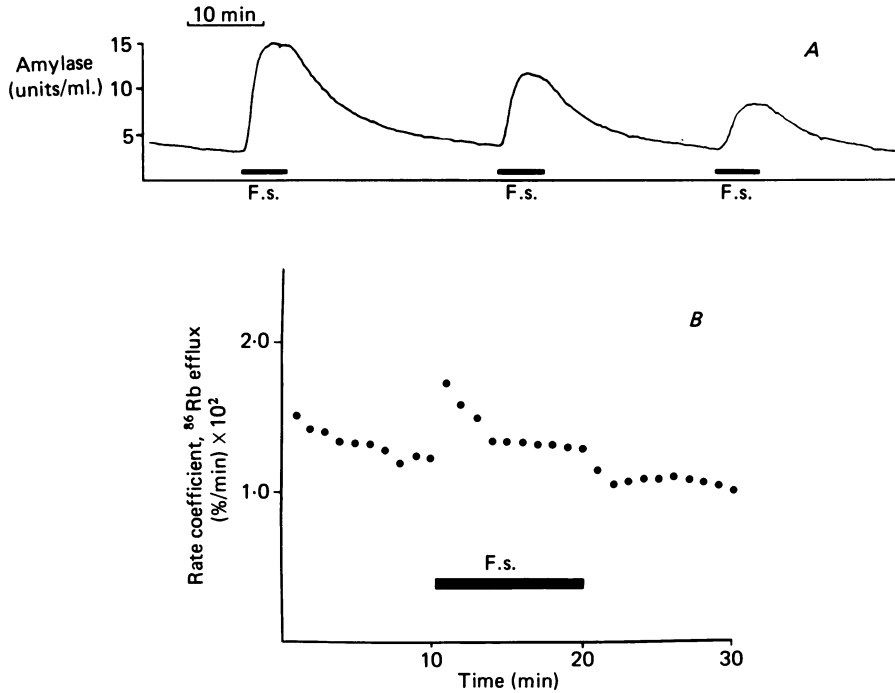 10 min
A
Amylase
(units/ml.)
15
10
5
F.s. F.s. F.s.
B
Rate coefficient, ⁸⁶Rb efflux
(%/min) × 10²
2·0
1·0
F.s.
10 20 30
Time (min)